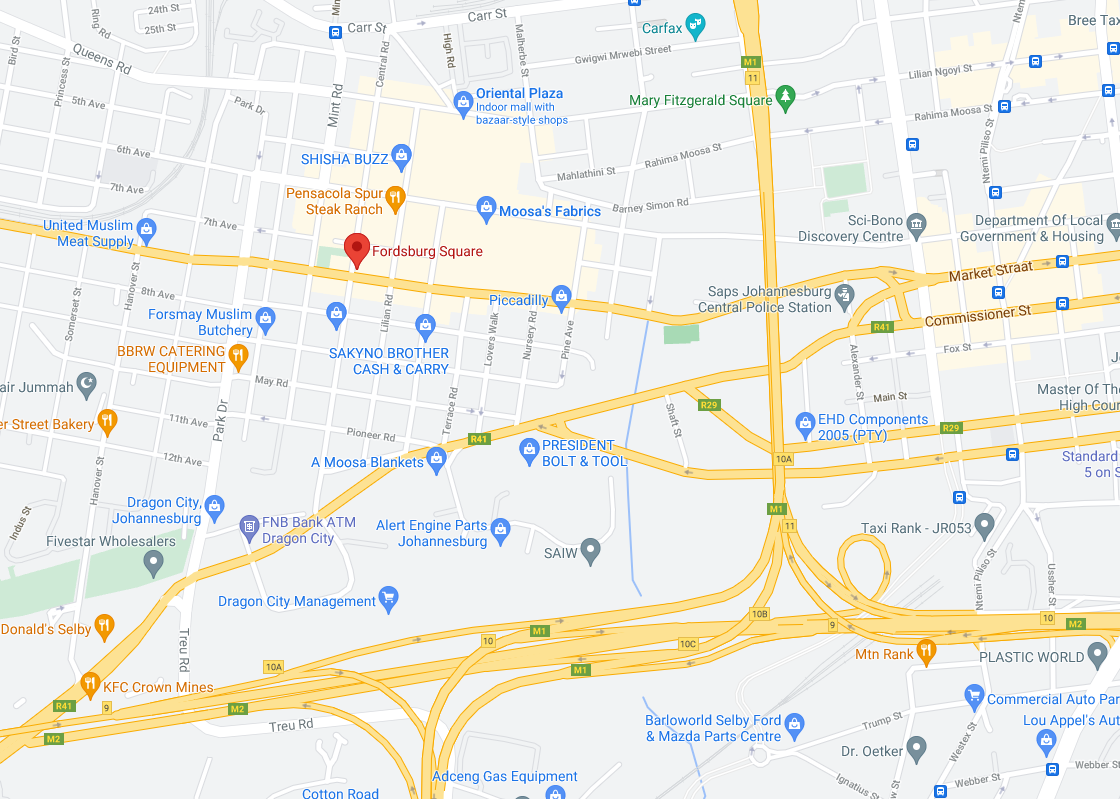 24th St
25th St
Ring Rd
Bird St
Princess St
Queens Rd
Carr St
Carr St
Central Rd
High Rd
Malherbe St
Carfax
Gwigwi Mrwebi Street
M1
11
Bree Tax
Lilian Ngoyi St
5th Ave
Park Dr
Mint Rd
Oriental Plaza
Indoor mall with
bazaar-style shops
Mary Fitzgerald Square
Rahima Moosa St
Ntemi Piliso St
6th Ave
SHISHA BUZZ
Rahima Moosa St
Mahlathini St
7th Ave
Pensacola Spur
Steak Ranch
Moosa's Fabrics
Barney Simon Rd
7th Ave
United Muslim
Meat Supply
Sci-Bono
Discovery Centre
Department Of Local
Government & Housing
Fordsburg Square
Market Straat
Hanover St
Somerset St
8th Ave
Lilian Rd
Piccadilly
Saps Johannesburg
Central Police Station
Forsmay Muslim
Butchery
Commissioner St
R41
Lovers Walk
Nursery Rd
Pine Ave
SAKYNO BROTHER
CASH & CARRY
BBRW CATERING
EQUIPMENT
Fox St
Alexander St
air Jummah
May Rd
Main St
Master Of The
High Cour
R29
Terrace Rd
Shaft St
Park Dr
11th Ave
er Street Bakery
EHD Components
2005 (PTY)
R29
Pioneer Rd
R41
12th Ave
A Moosa Blankets
PRESIDENT
BOLT & TOOL
10A
Standard
5 on S
Hanover St
Indus St
Dragon City,
Johannesburg
M1
FNB Bank ATM
Dragon City
Alert Engine Parts
Johannesburg
11
Taxi Rank - JR053
Fivestar Wholesalers
SAIW
Ntemi Piliso St
Ussher St
Dragon City Management
10B
10
M2
Donald's Selby
M1
9
10
10C
Treu Rd
Mtn Rank
PLASTIC WORLD
10A
M1
KFC Crown Mines
R41
9
M2
Commercial Auto Par
Treu Rd
Barloworld Selby Ford
& Mazda Parts Centre
Trump St
Lou Appel's Aut
M2
Westex St
Dr. Oetker
Webber St
Webber St
Adceng Gas Equipment
Ignatius St
Cotton Road